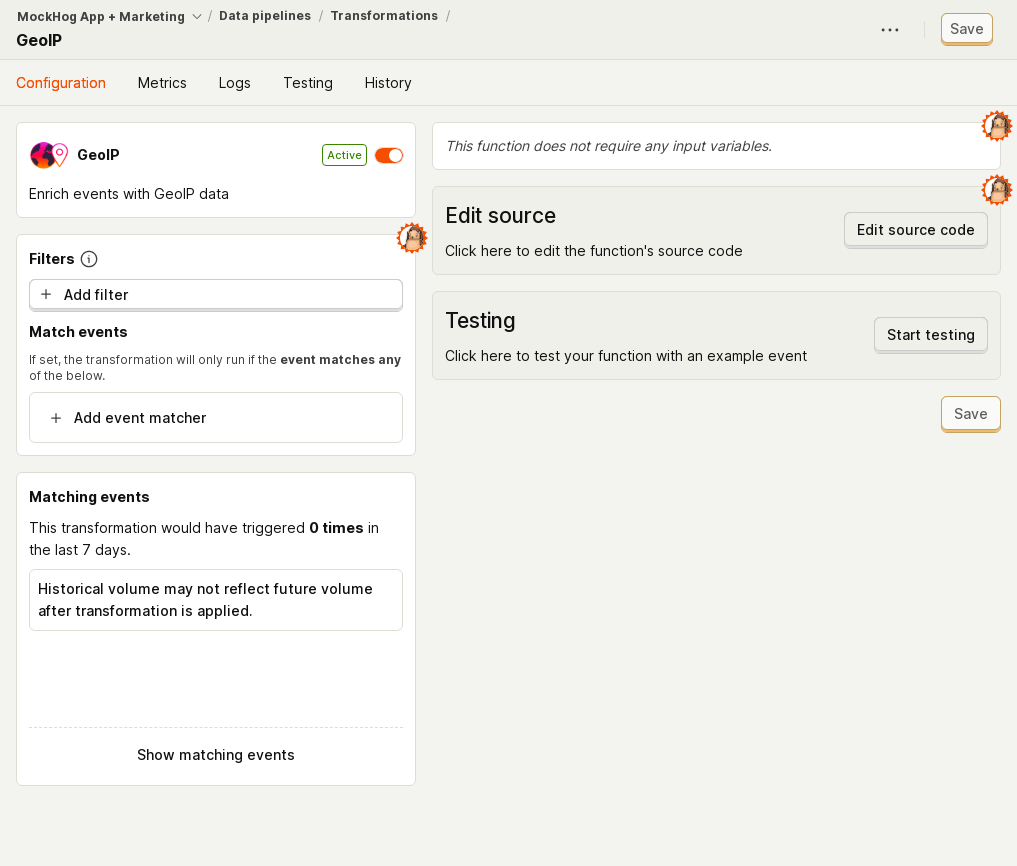 MockHog App + Marketing / Data pipelines / Transformations /
GeoIP
Save
Configuration
Metrics
Logs
Testing
History
GeoIP
Active
Enrich events with GeoIP data
Filters
Add filter
Match events
If set, the transformation will only run if the event matches any
of the below.
Add event matcher
Matching events
This transformation would have triggered 0 times in
the last 7 days.
Historical volume may not reflect future volume
after transformation is applied.
Show matching events
This function does not require any input variables.
Edit source
Click here to edit the function's source code
Edit source code
Testing
Click here to test your function with an example event
Start testing
Save